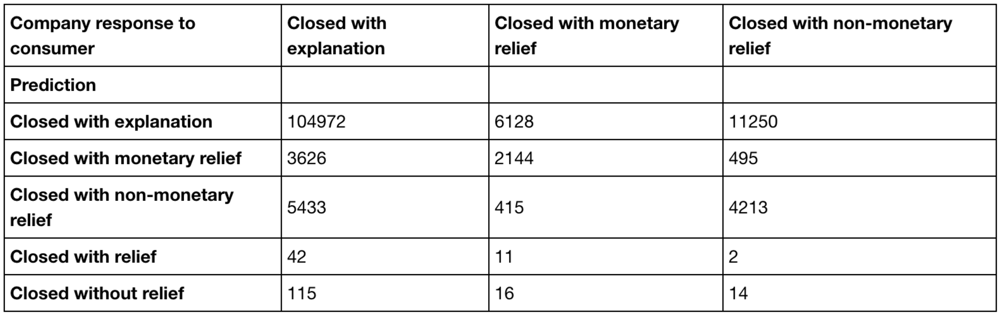 Company response to consumer | Closed with explanation | Closed with monetary relief | Closed with non-monetary relief
Prediction
Closed with explanation | 104972 | 6128 | 11250
Closed with monetary relief | 3626 | 2144 | 495
Closed with non-monetary relief | 5433 | 415 | 4213
Closed with relief | 42 | 11 | 2
Closed without relief | 115 | 16 | 14